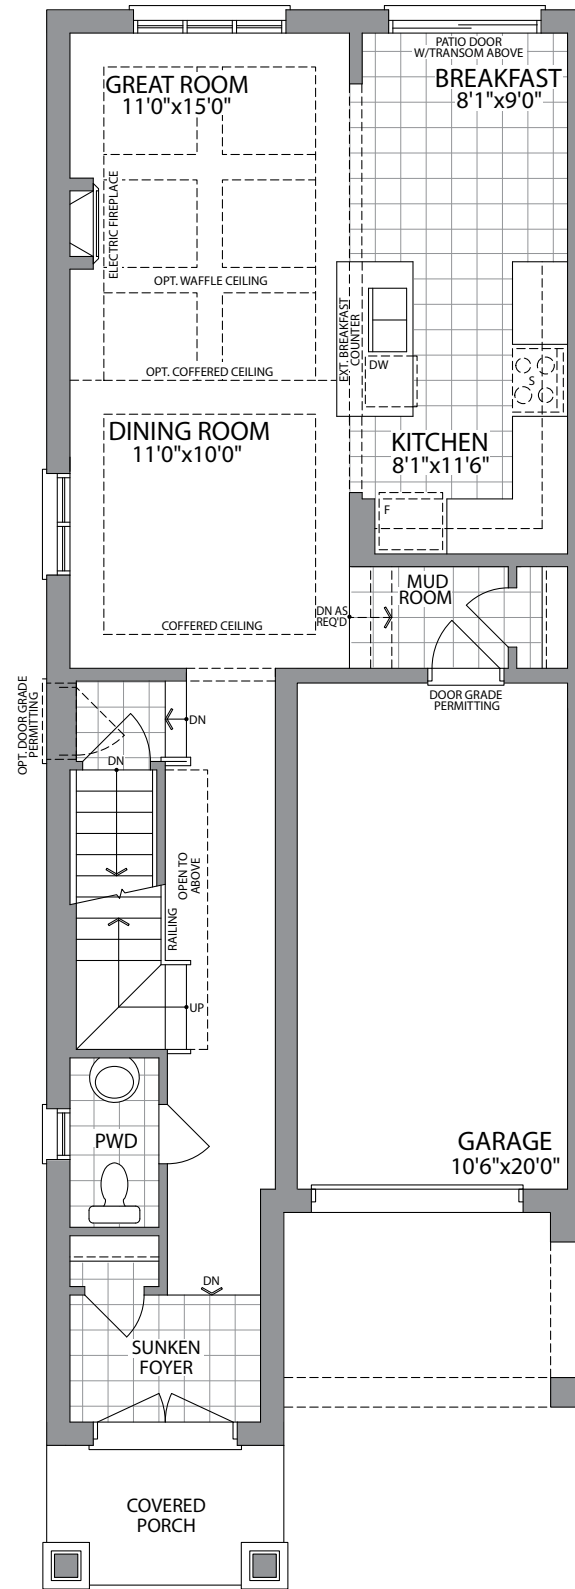 PATIO DOOR
W/TRANSOM ABOVE
GREAT ROOM
11'0"x15'0"
BREAKFAST
8'1"x9'0"
ELECTRIC FIREPLACE
OPT. WAFFLE CEILING
EXT. BREAKFAST
COUNTER
DW
S
OPT. COFFERED CEILING
DINING ROOM
11'0"x10'0"
KITCHEN
8'1"x11'6"
F
MUD
ROOM
DN AS
REQ'D
COFFERED CEILING
DOOR GRADE
PERMITTING
OPT. DOOR GRADE
PERMITTING
DN
DN
OPEN TO
ABOVE
RAILING
UP
PWD
GARAGE
10'6"x20'0"
DN
SUNKEN
FOYER
COVERED
PORCH